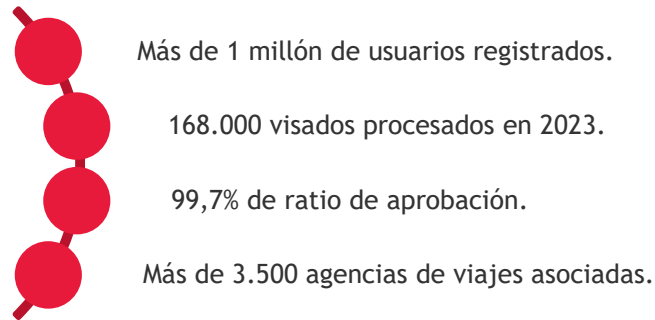 Más de 1 millón de usuarios registrados.
168.000 visados procesados en 2023.
99,7% de ratio de aprobación.
Más de 3.500 agencias de viajes asociadas.